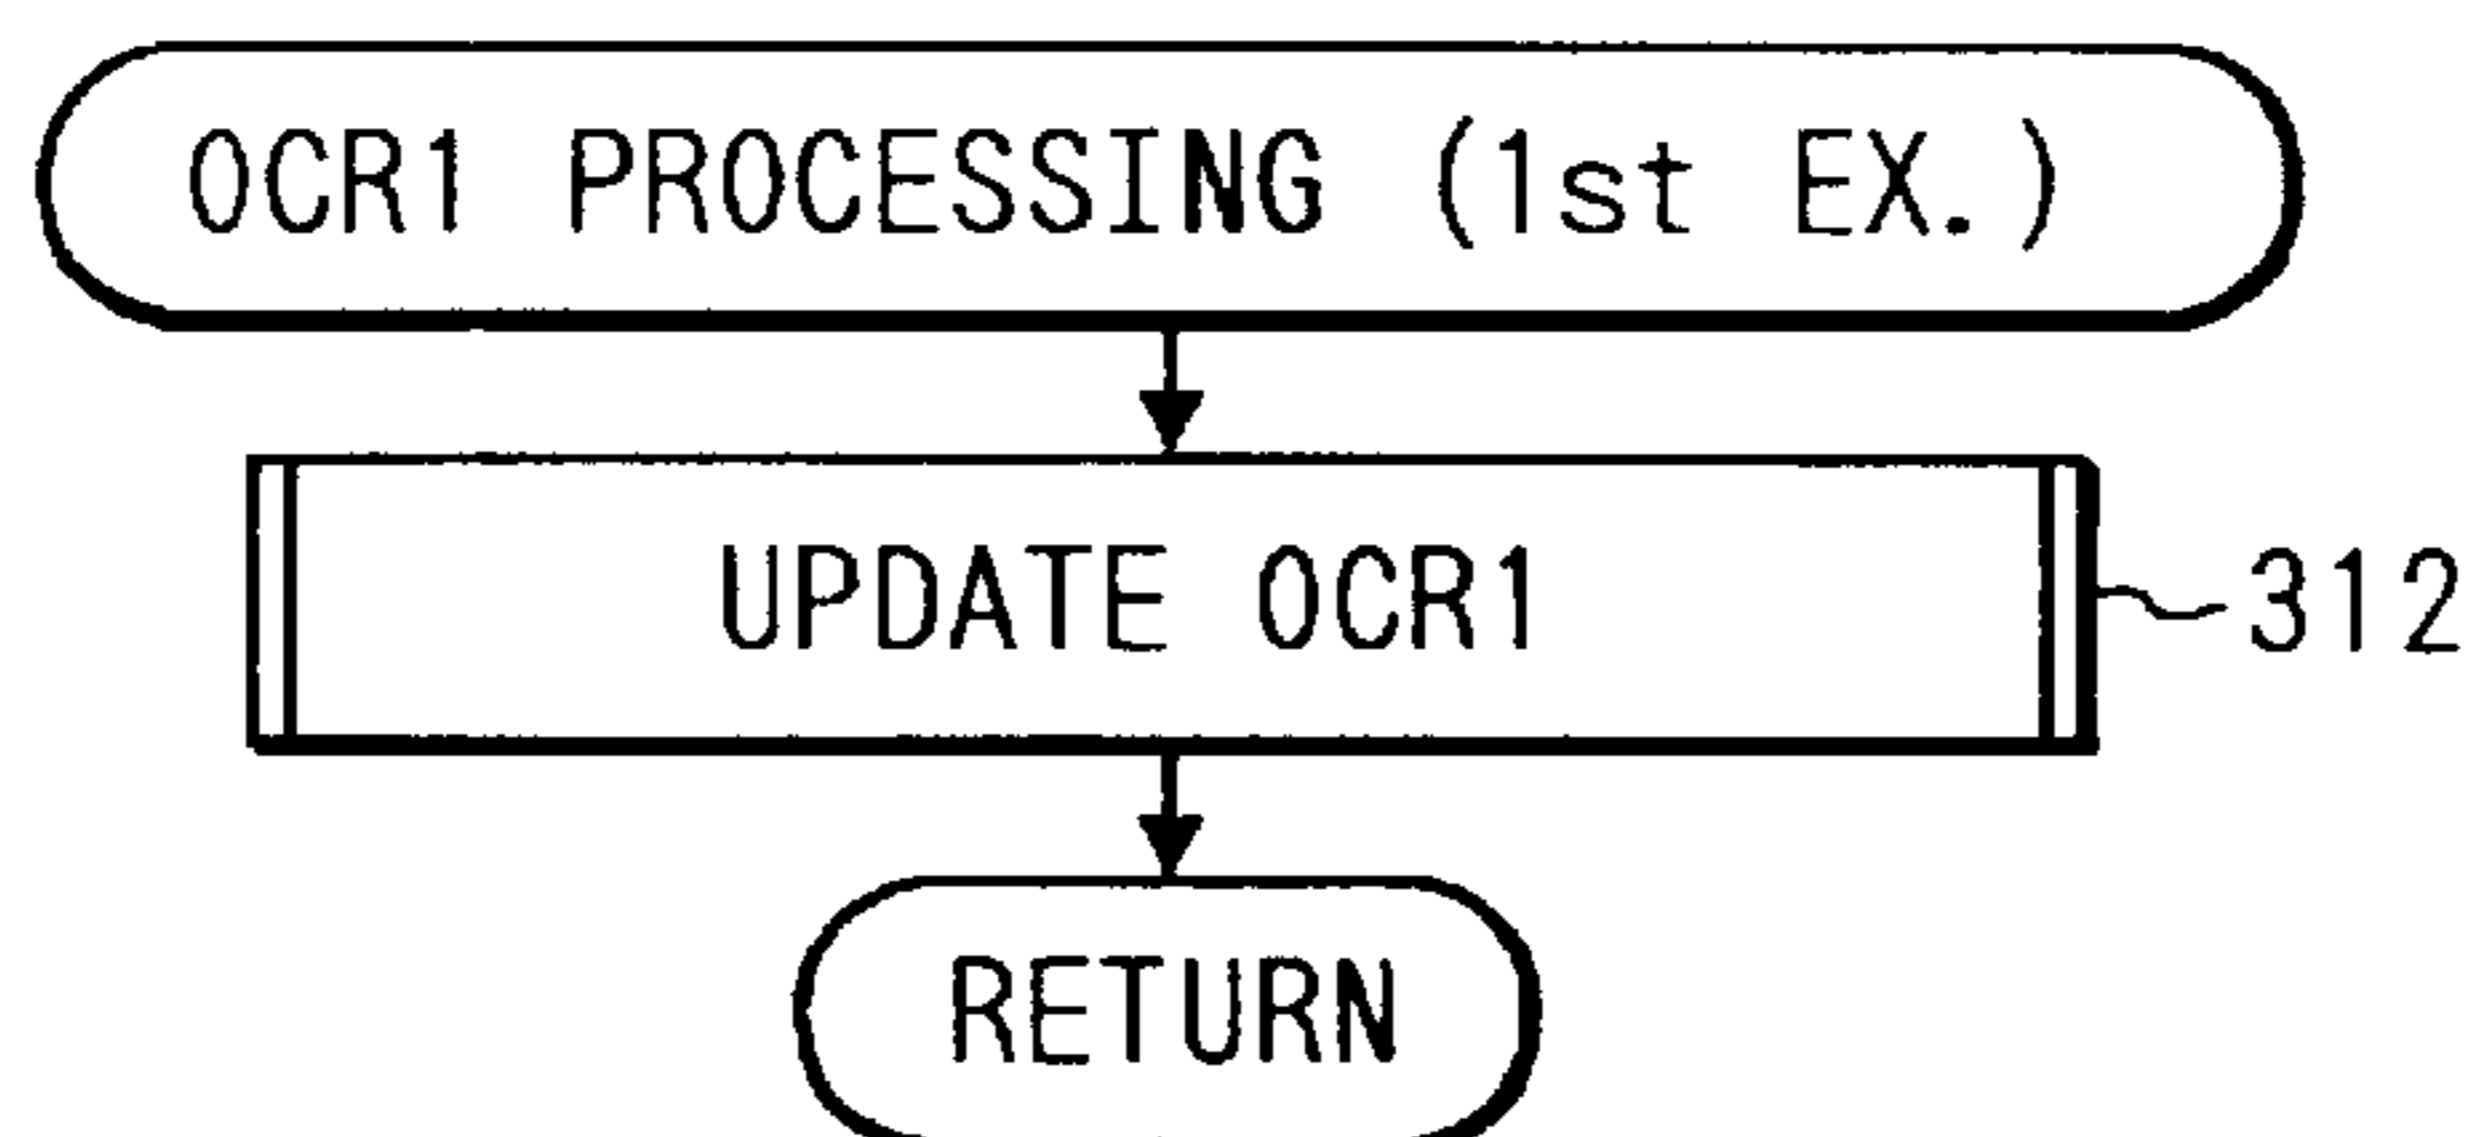 OCR1 PROCESSING (1st EX.)
UPDATE OCR1
312
RETURN